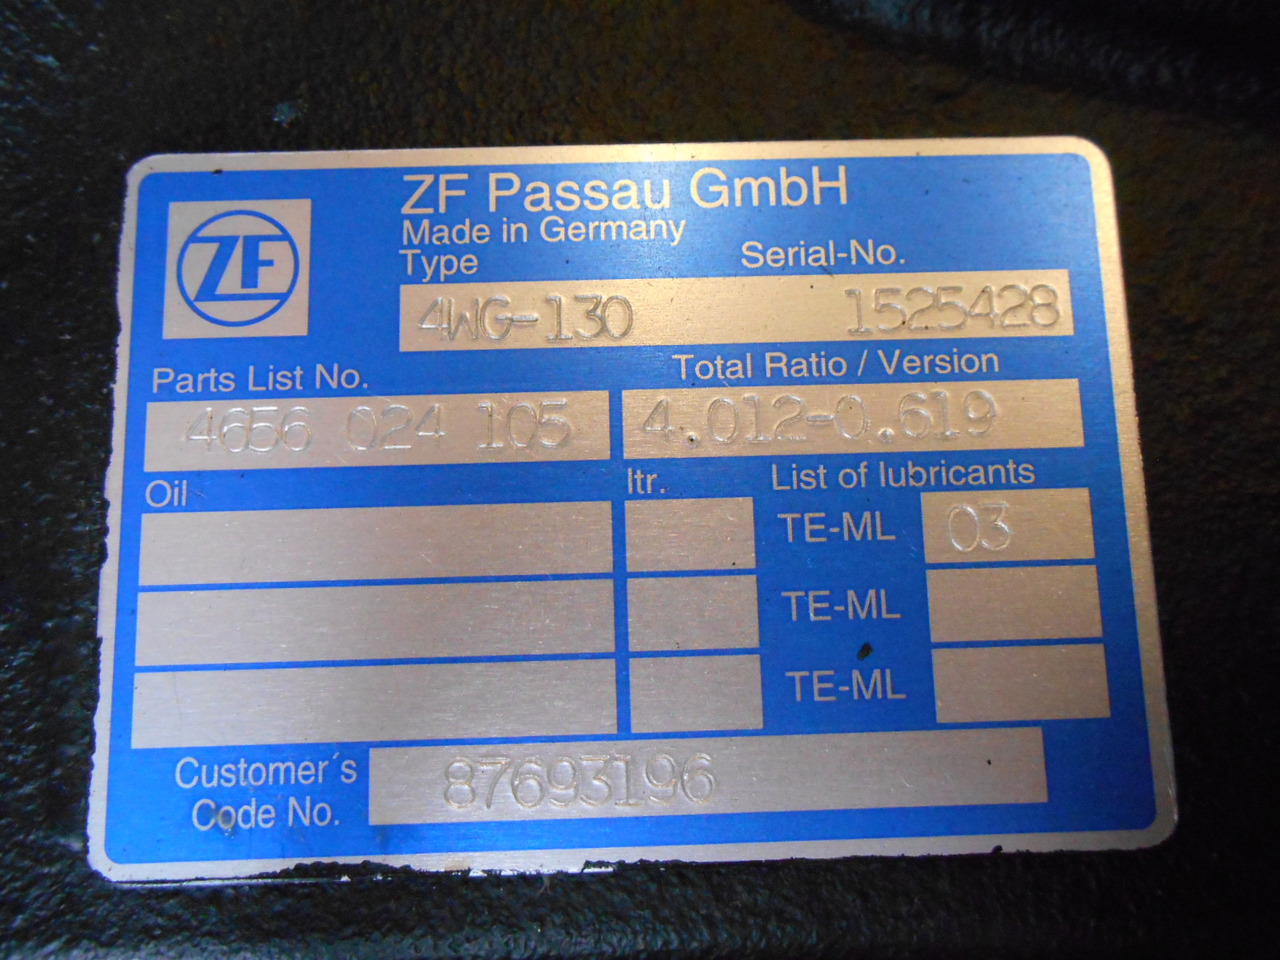 ZF Passau GmbH
Made in Germany
ZF
Type Serial-No.
4WG-130 1525428
Parts List No. Total Ratio / Version
4656 024 105 4.012-0.619
Oil ltr. List of lubricants
TE-ML 03
TE-ML
TE-ML
Customer´s
Code No.
87693196